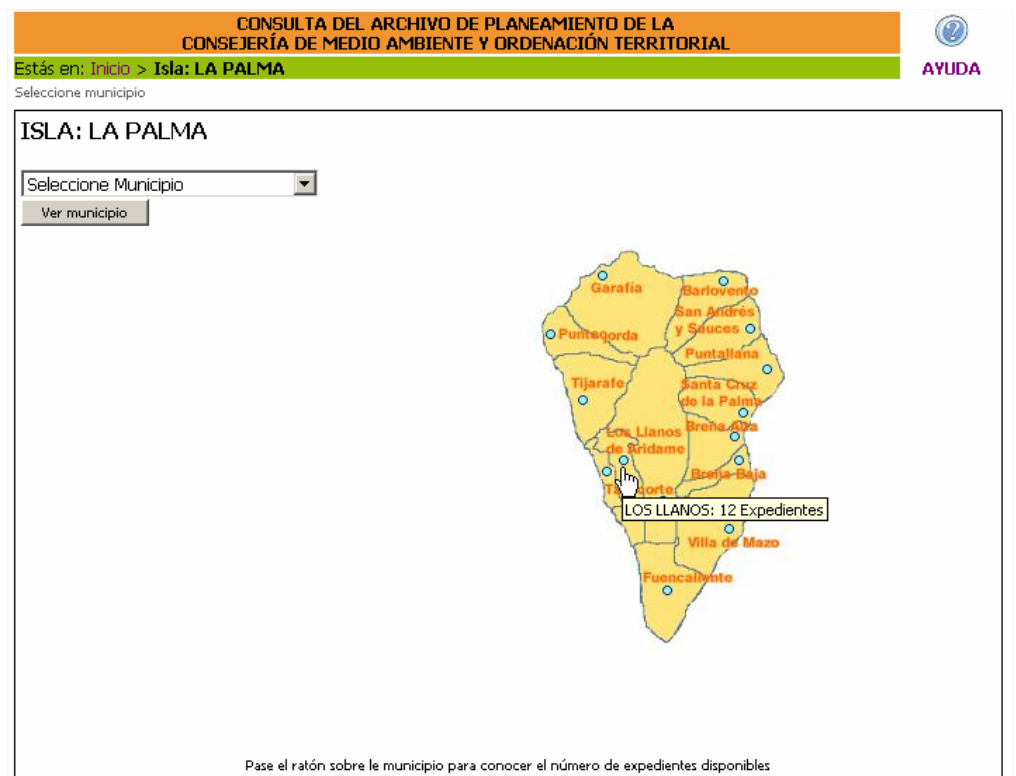 CONSULTA DEL ARCHIVO DE PLANEAMIENTO DE LA
CONSEJERÍA DE MEDIO AMBIENTE Y ORDENACIÓN TERRITORIAL
AYUDA
Estás en: Inicio > Isla: LA PALMA
Seleccione municipio
ISLA: LA PALMA
Seleccione Municipio
Ver municipio
Garafía
Barlovento
San Andrés
y Sauces
Puntagorda
Puntallana
Tijarafe
Santa Cruz
de la Palma
Los Llanos
de Aridame
Breña Alta
Breña Baja
LOS LLANOS: 12 Expedientes
Villa de Mazo
Fuencaliente
Pase el ratón sobre le municipio para conocer el número de expedientes disponibles